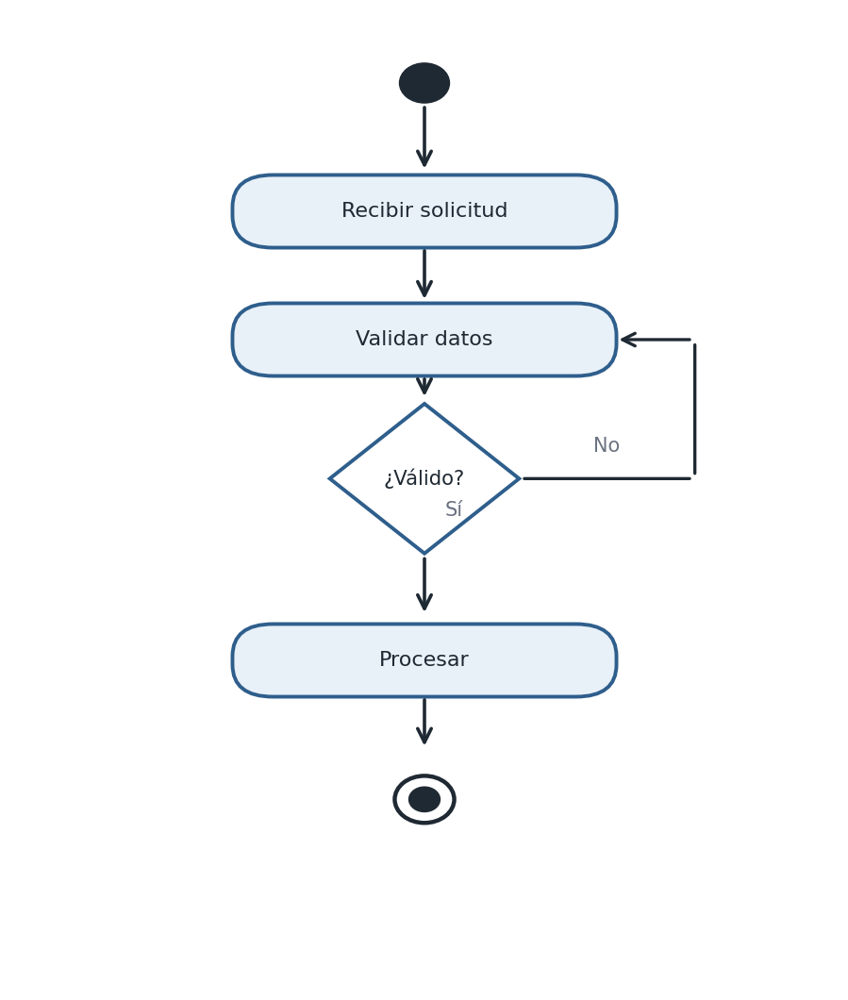 Recibir solicitud
Validar datos
No
¿Válido?
Sí
Procesar